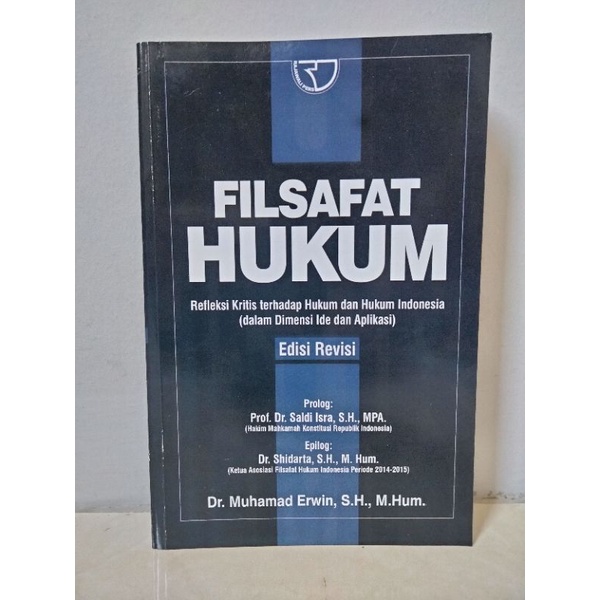 RAJAWALI PERS
FILSAFAT
HUKUM
Refleksi Kritis terhadap Hukum dan Hukum Indonesia
(dalam Dimensi Ide dan Aplikasi)
Edisi Revisi
Prolog:
Prof. Dr. Saldi Isra, S.H., MPA.
(Hakim Mahkamah Konstitusi Republik Indonesia)
Epilog:
Dr. Shidarta, S.H., M. Hum.
(Ketua Asosiasi Filsafat Hukum Indonesia Periode 2014-2015)
Dr. Muhamad Erwin, S.H., M.Hum.